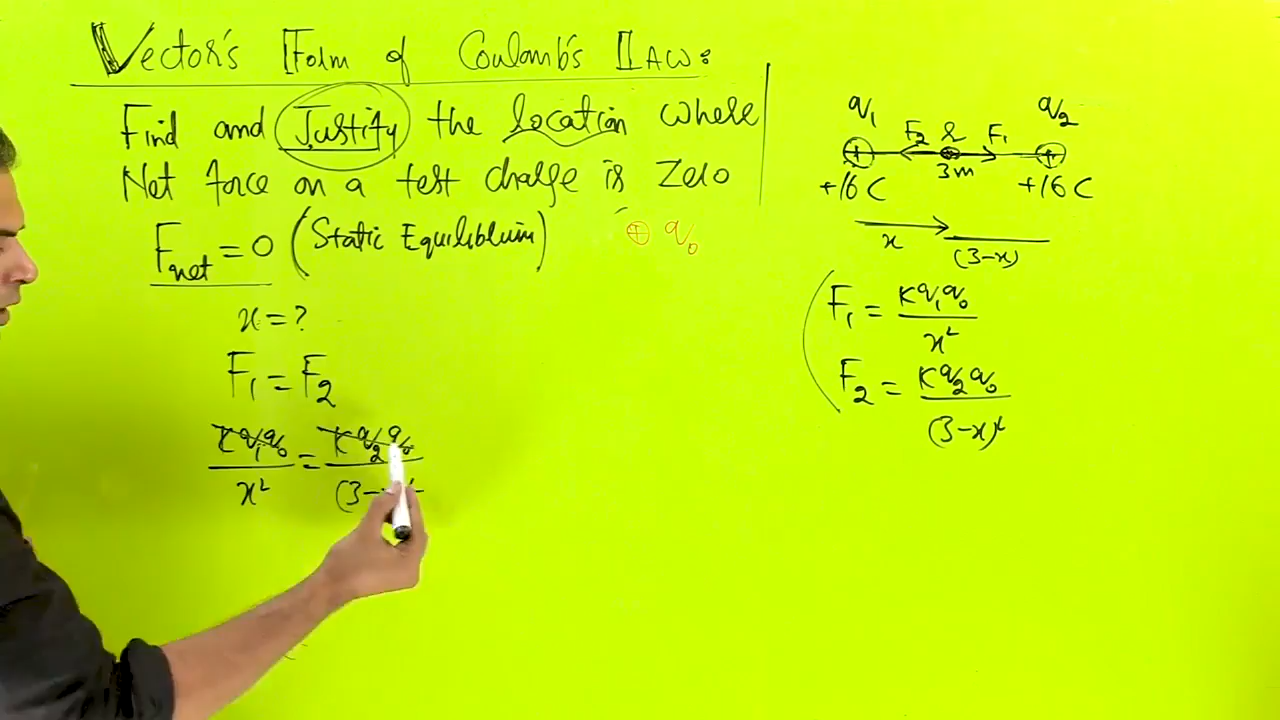 Vector's Form of Coulomb's LAW:
Find and Justify the location where
Net force on a test charge is Zero
F_net = 0 (Static Equilibrium)
⊕ q₀
x = ?
F₁ = F₂
Kq₁q₀/x² = Kq₂q₀/(3-
q₁ q₂
F₂ F₁
+ +
3m
+16 C +16 C
x (3-x)
F₁ = Kq₁q₀/x²
F₂ = Kq₂q₀/(3-x)²